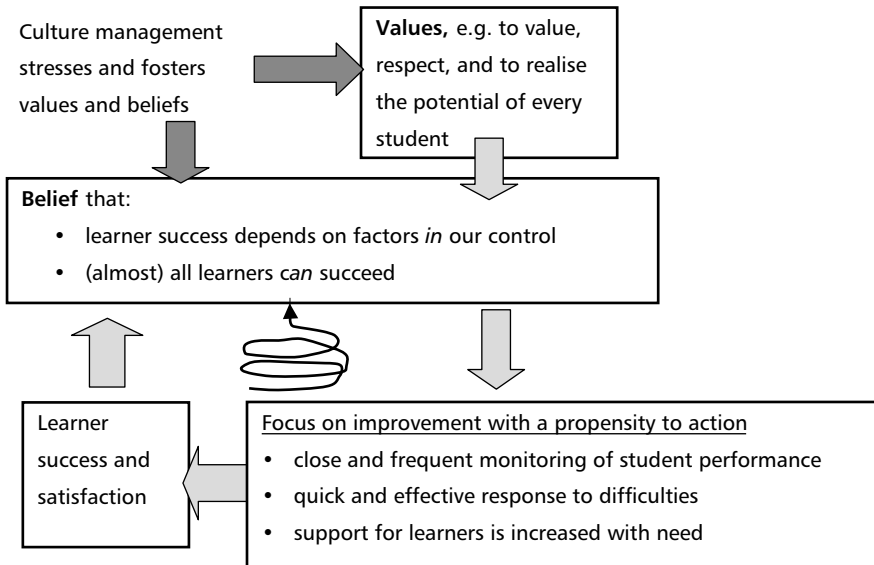 Culture management
stresses and fosters
values and beliefs
Values, e.g. to value,
respect, and to realise
the potential of every
student
Belief that:
• learner success depends on factors in our control
• (almost) all learners can succeed
Focus on improvement with a propensity to action
• close and frequent monitoring of student performance
• quick and effective response to difficulties
• support for learners is increased with need
Learner
success and
satisfaction